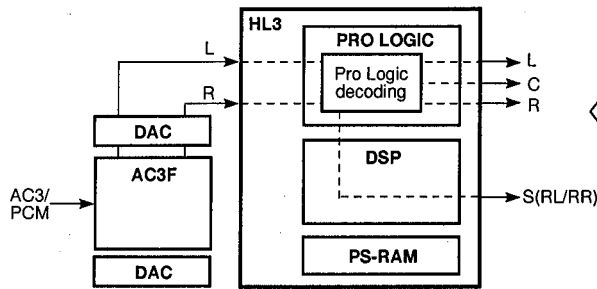 HL3
PRO LOGIC
L
L
Pro Logic
decoding
C
R
R
DAC
AC3F
DSP
AC3/
PCM
S(RL/RR)
PS-RAM
DAC